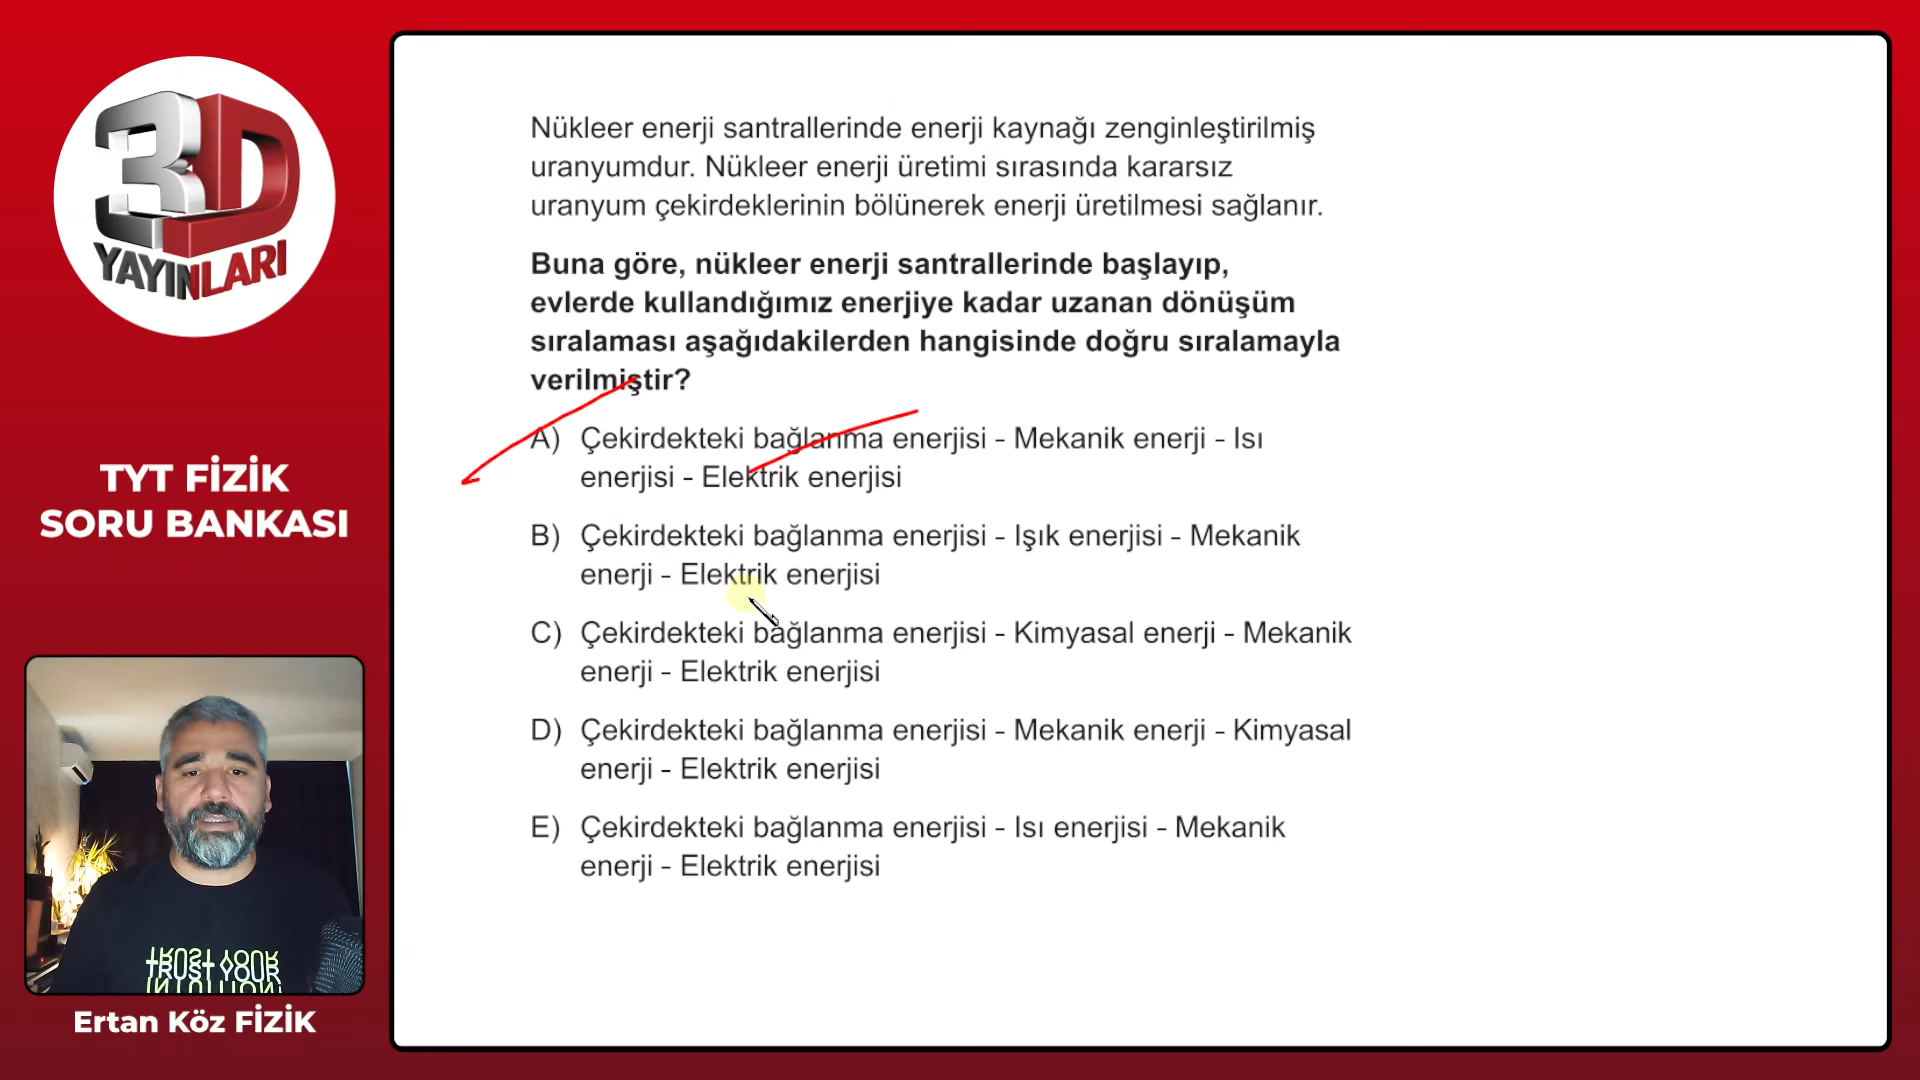 3D
YAYINLARI
TYT FİZİK
SORU BANKASI
Nükleer enerji santrallerinde enerji kaynağı zenginleştirilmiş
uranyumdur. Nükleer enerji üretimi sırasında kararsız
uranyum çekirdeklerinin bölünerek enerji üretilmesi sağlanır.
Buna göre, nükleer enerji santrallerinde başlayıp,
evlerde kullandığımız enerjiye kadar uzanan dönüşüm
sıralaması aşağıdakilerden hangisinde doğru sıralamayla
verilmiştir?
A) Çekirdekteki bağlanma enerjisi - Mekanik enerji - Isı
enerjisi - Elektrik enerjisi
B) Çekirdekteki bağlanma enerjisi - Işık enerjisi - Mekanik
enerji - Elektrik enerjisi
C) Çekirdekteki bağlanma enerjisi - Kimyasal enerji - Mekanik
enerji - Elektrik enerjisi
D) Çekirdekteki bağlanma enerjisi - Mekanik enerji - Kimyasal
enerji - Elektrik enerjisi
E) Çekirdekteki bağlanma enerjisi - Isı enerjisi - Mekanik
enerji - Elektrik enerjisi
TRUST YOUR
Ertan Köz FİZİK